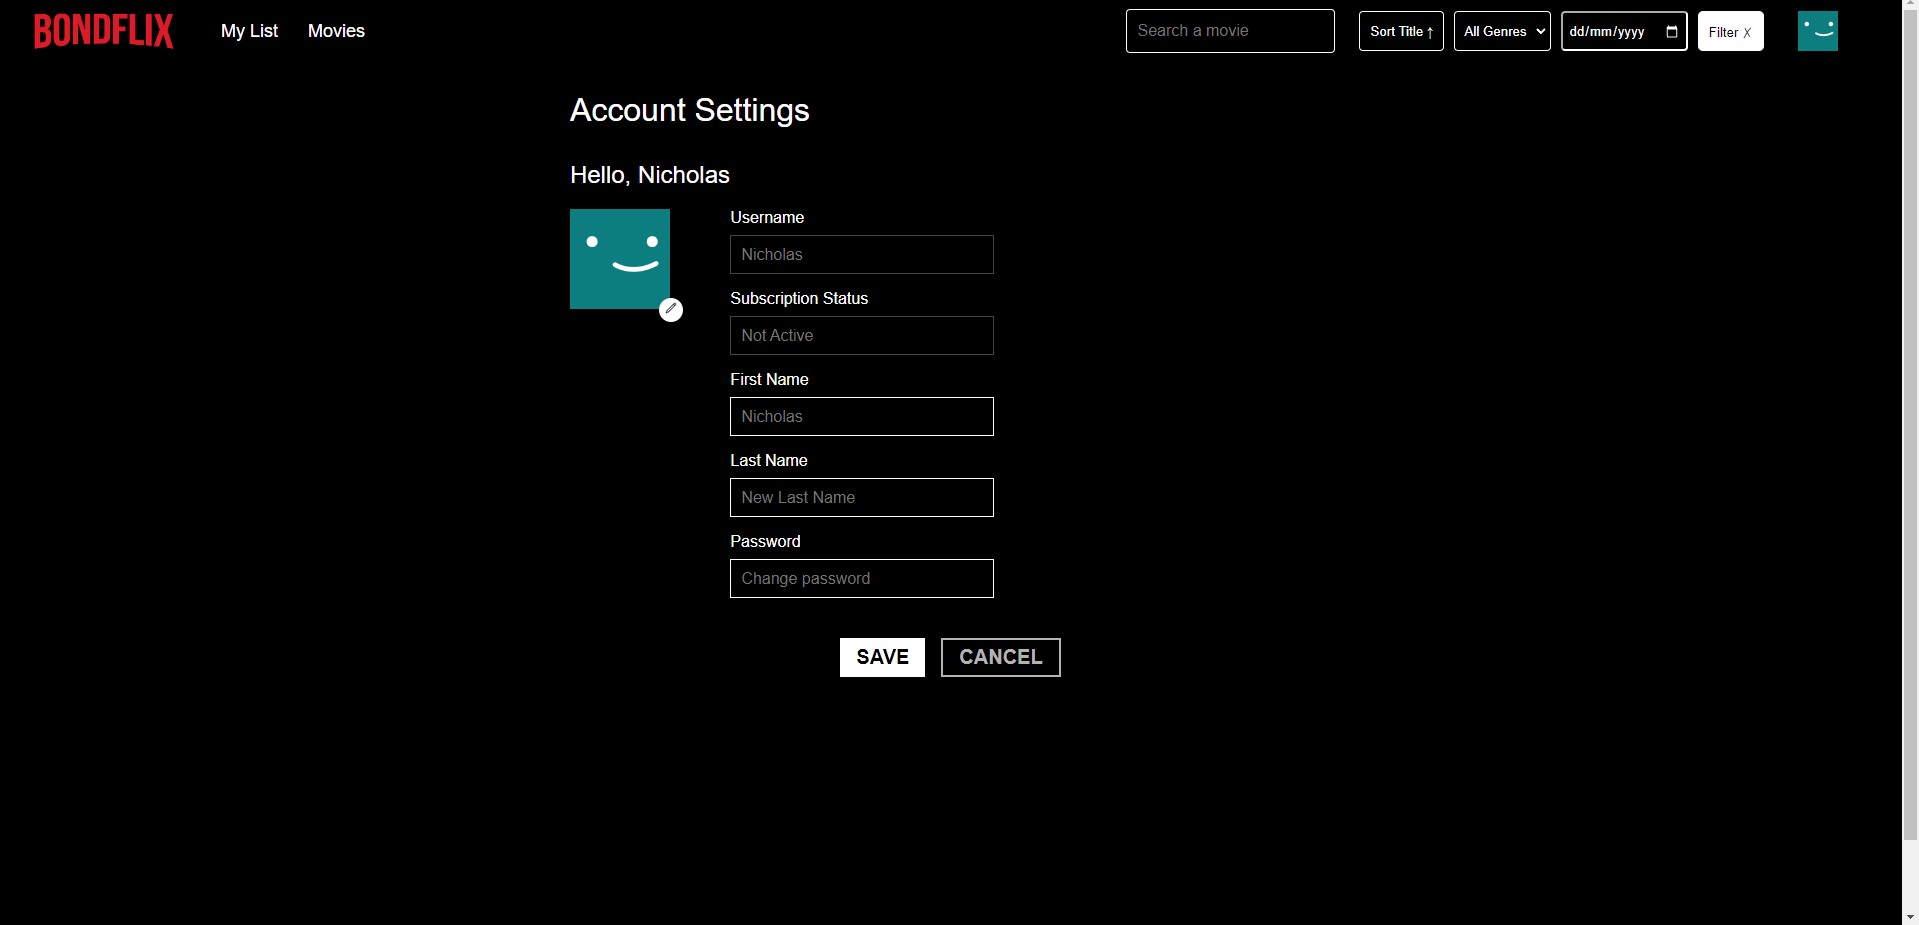 BONDFLIX
My List
Movies
Search a movie
Sort Title ↑
All Genres
dd/mm/yyyy
Filter ☓
Account Settings
Hello, Nicholas
Username
Nicholas
Subscription Status
Not Active
First Name
Nicholas
Last Name
New Last Name
Password
Change password
SAVE
CANCEL